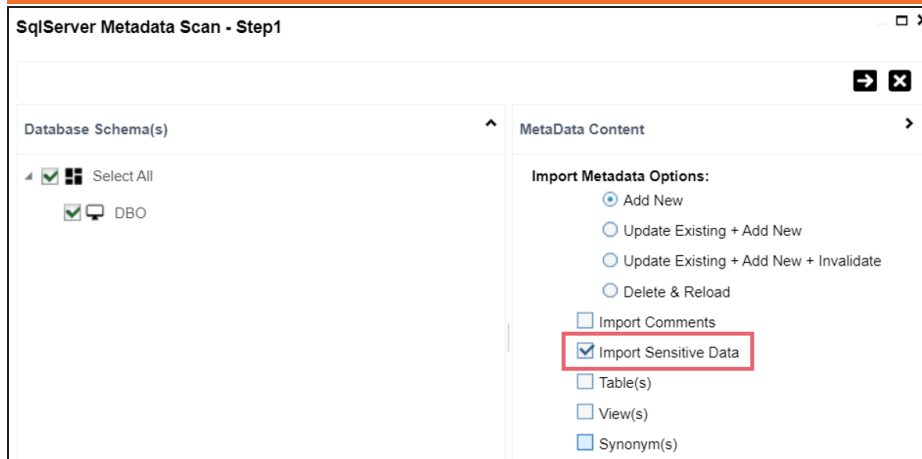 SqlServer Metadata Scan - Step1
Database Schema(s)
Select All
DBO
MetaData Content
Import Metadata Options:
Add New
Update Existing + Add New
Update Existing + Add New + Invalidate
Delete & Reload
Import Comments
Import Sensitive Data
Table(s)
View(s)
Synonym(s)